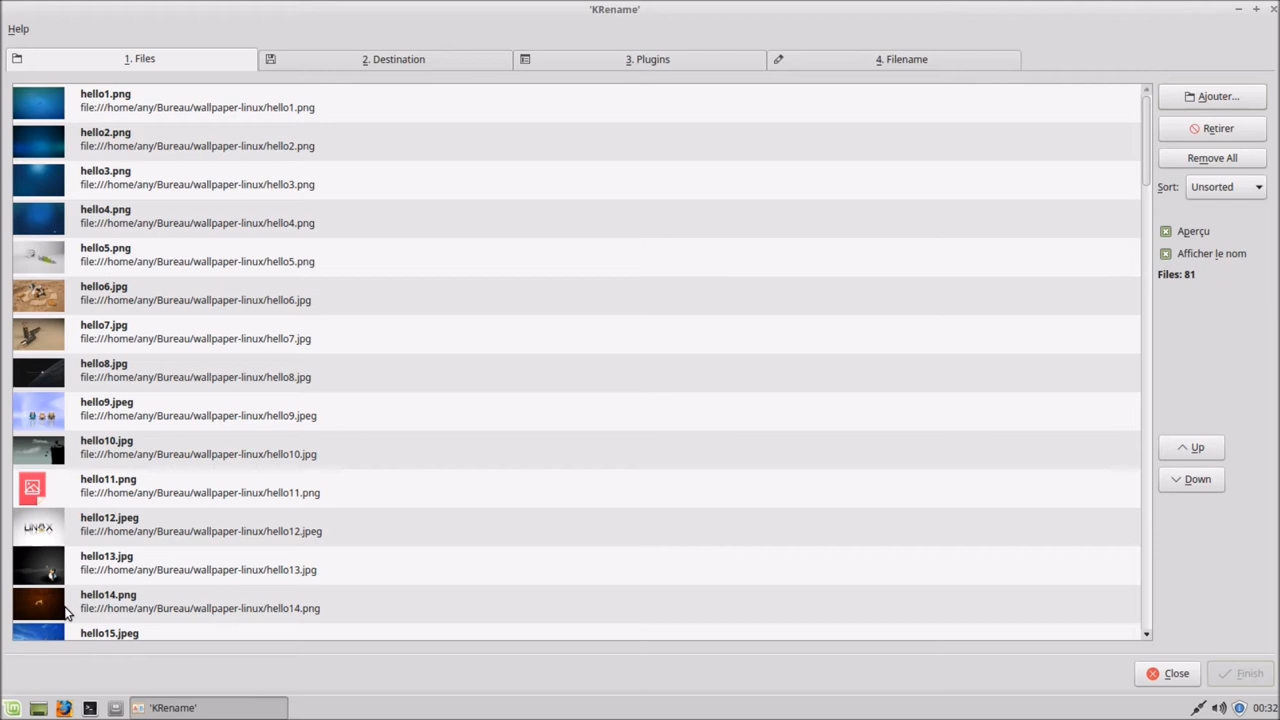 'KRename'
Help
1. Files
2. Destination
3. Plugins
4. Filename
hello1.png
file:///home/any/Bureau/wallpaper-linux/hello1.png
hello2.png
file:///home/any/Bureau/wallpaper-linux/hello2.png
hello3.png
file:///home/any/Bureau/wallpaper-linux/hello3.png
hello4.png
file:///home/any/Bureau/wallpaper-linux/hello4.png
hello5.png
file:///home/any/Bureau/wallpaper-linux/hello5.png
hello6.jpg
file:///home/any/Bureau/wallpaper-linux/hello6.jpg
hello7.jpg
file:///home/any/Bureau/wallpaper-linux/hello7.jpg
hello8.jpg
file:///home/any/Bureau/wallpaper-linux/hello8.jpg
hello9.jpeg
file:///home/any/Bureau/wallpaper-linux/hello9.jpeg
hello10.jpg
file:///home/any/Bureau/wallpaper-linux/hello10.jpg
hello11.png
file:///home/any/Bureau/wallpaper-linux/hello11.png
LINUX
hello12.jpeg
file:///home/any/Bureau/wallpaper-linux/hello12.jpeg
hello13.jpg
file:///home/any/Bureau/wallpaper-linux/hello13.jpg
hello14.png
file:///home/any/Bureau/wallpaper-linux/hello14.png
hello15.jpeg
Ajouter...
Retirer
Remove All
Sort: Unsorted
Aperçu
Afficher le nom
Files: 81
Up
Down
Close
Finish
'KRename'
00:32